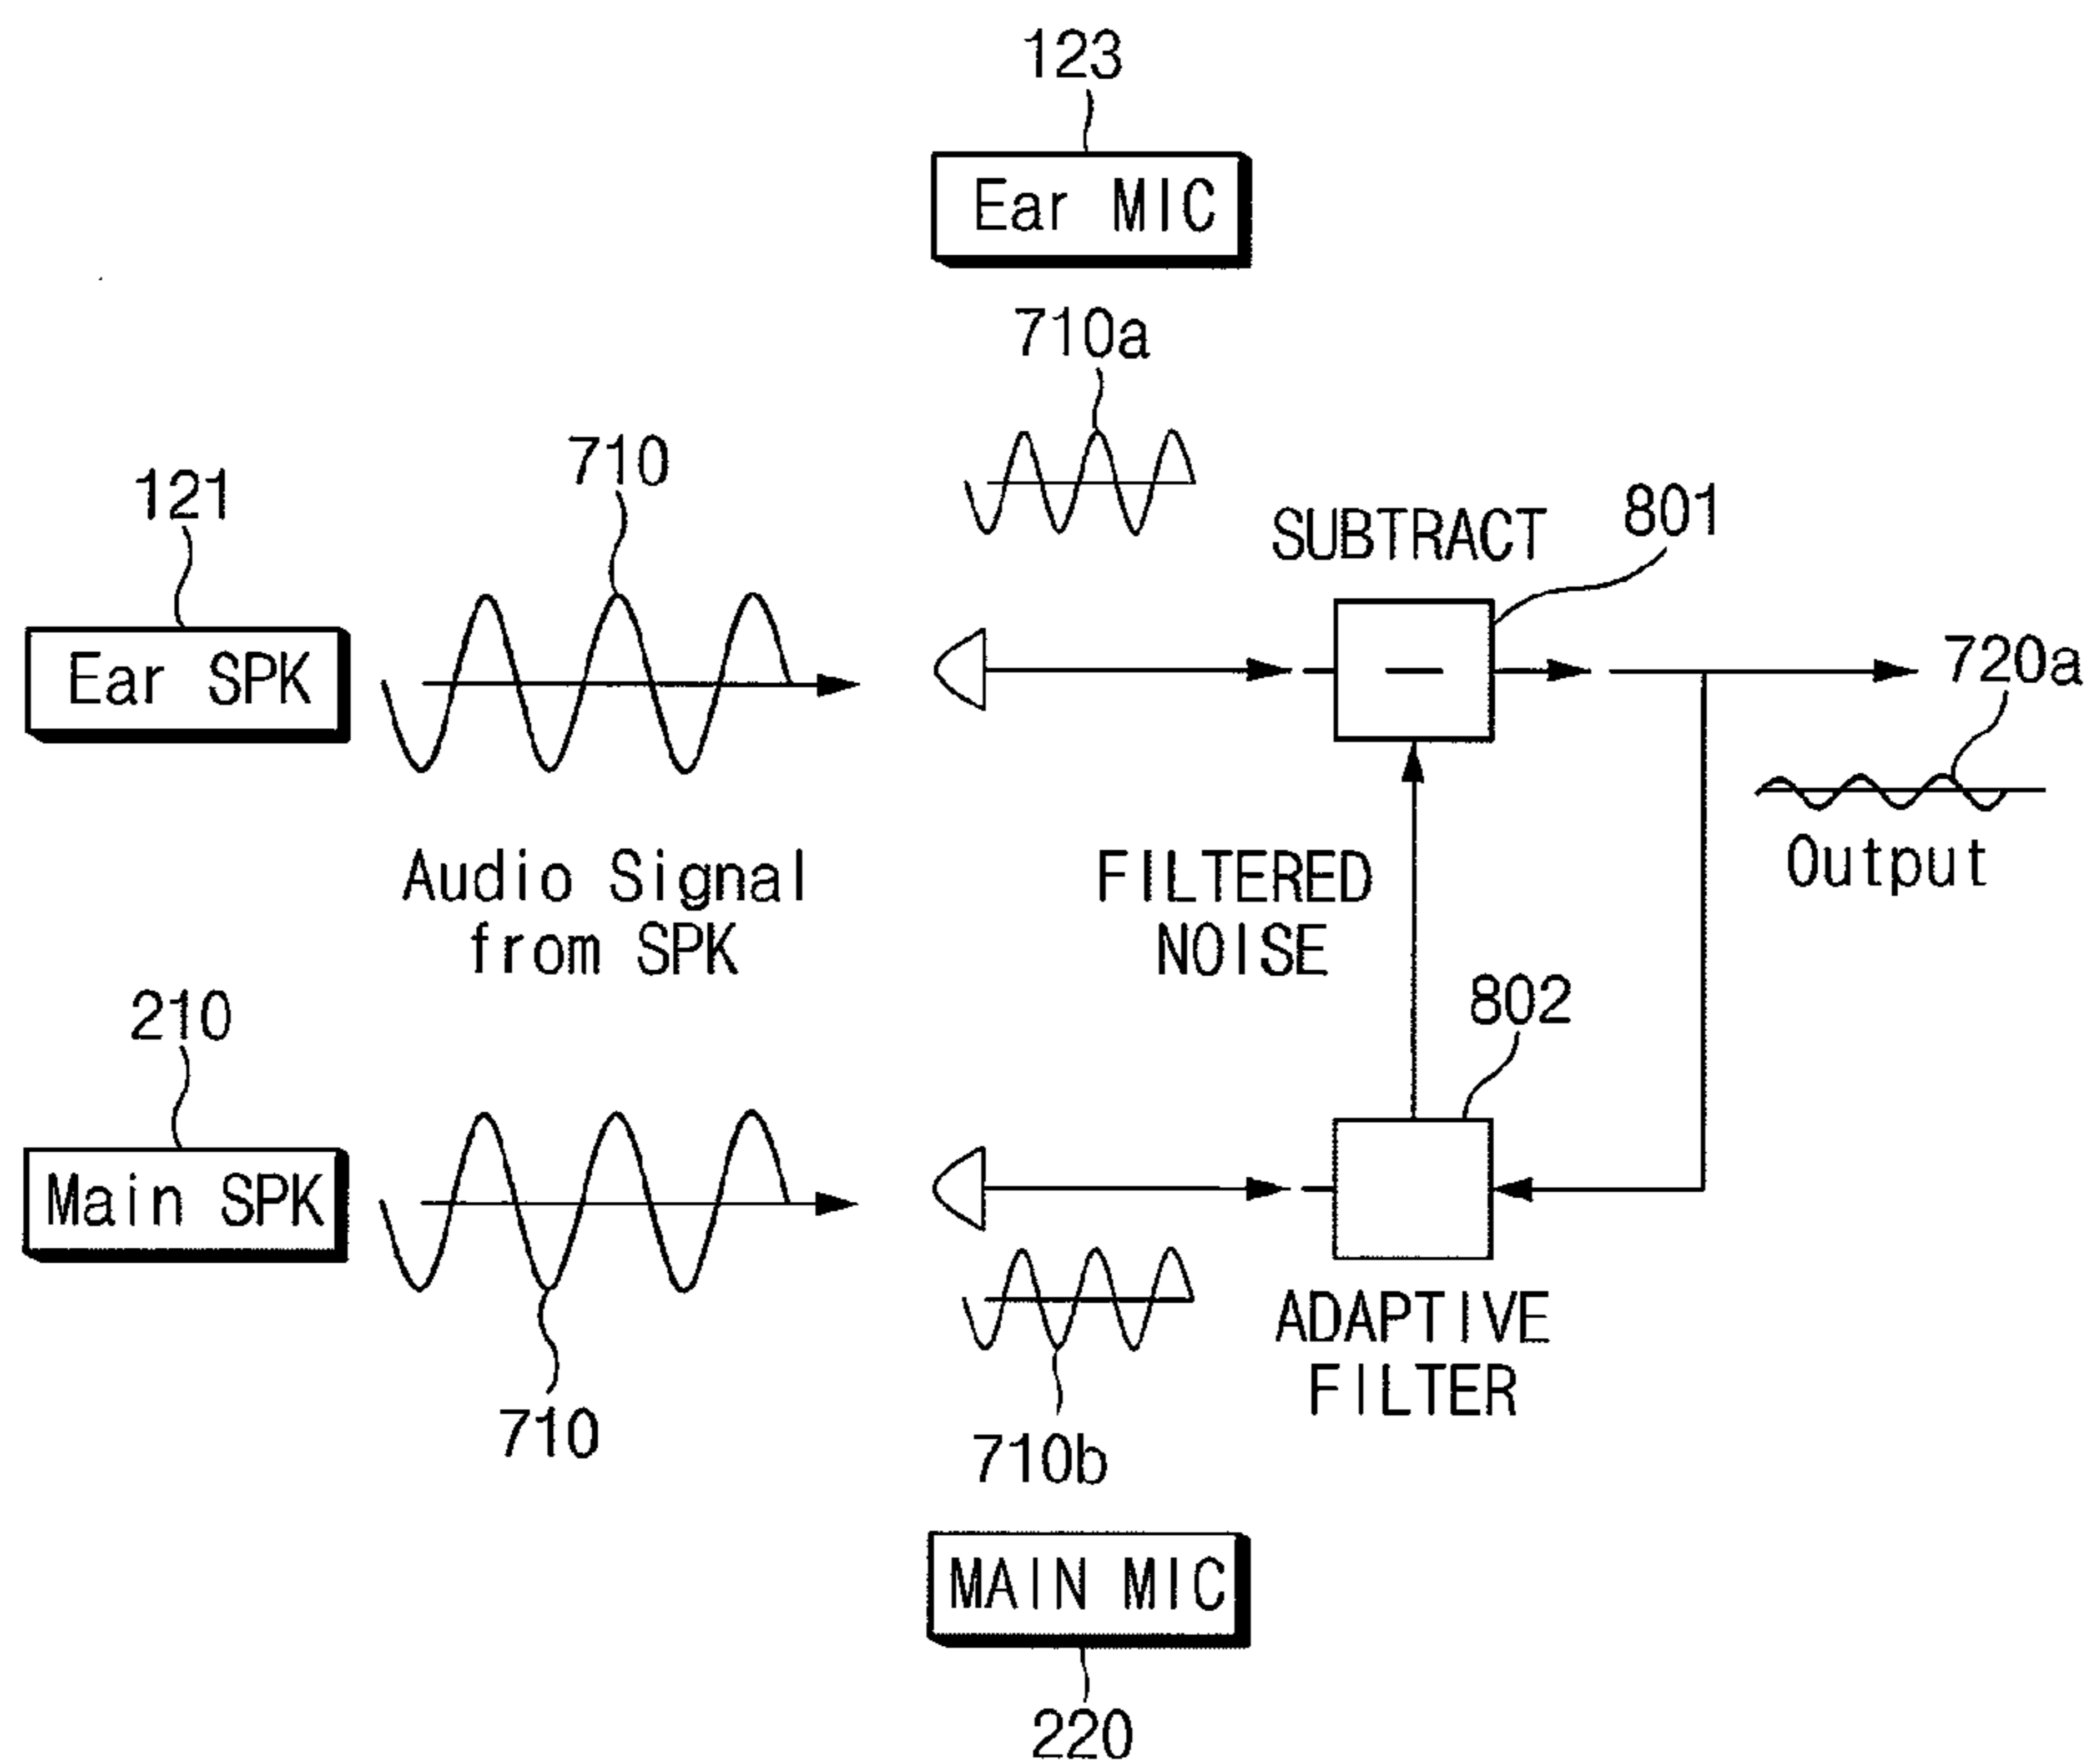 123
Ear MIC
710a
710
121
SUBTRACT
801
Ear SPK
720a
Audio Signal
from SPK
FILTERED
NOISE
Output
210
802
Main SPK
710
710b
ADAPTIVE
FILTER
MAIN MIC
220